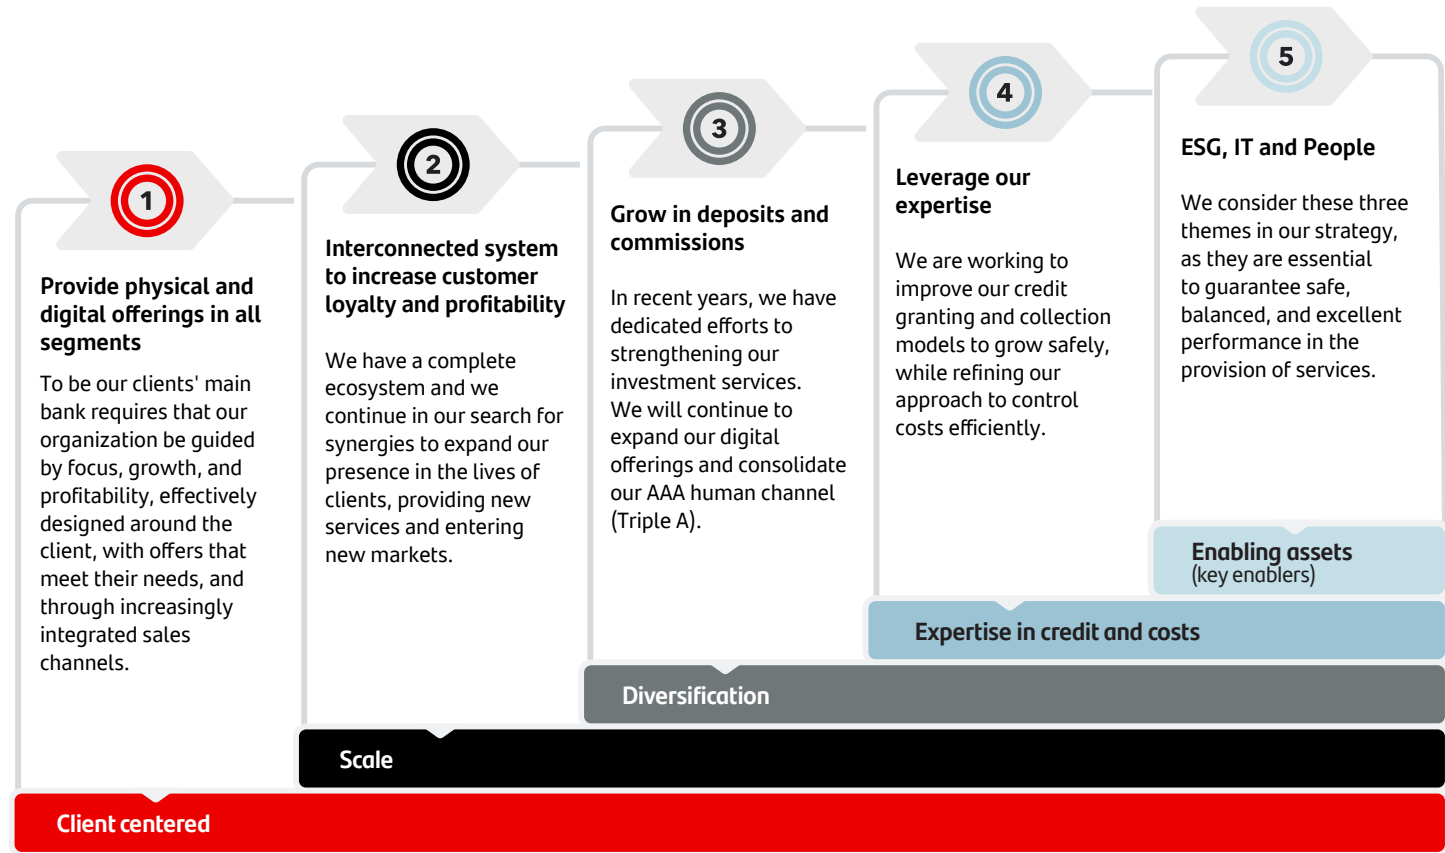 1
Provide physical and
digital offerings in all
segments
To be our clients' main
bank requires that our
organization be guided
by focus, growth, and
profitability, effectively
designed around the
client, with offers that
meet their needs, and
through increasingly
integrated sales
channels.
2
Interconnected system
to increase customer
loyalty and profitability
We have a complete
ecosystem and we
continue in our search for
synergies to expand our
presence in the lives of
clients, providing new
services and entering
new markets.
3
Grow in deposits and
commissions
In recent years, we have
dedicated efforts to
strengthening our
investment services.
We will continue to
expand our digital
offerings and consolidate
our AAA human channel
(Triple A).
4
Leverage our
expertise
We are working to
improve our credit
granting and collection
models to grow safely,
while refining our
approach to control
costs efficiently.
5
ESG, IT and People
We consider these three
themes in our strategy,
as they are essential
to guarantee safe,
balanced, and excellent
performance in the
provision of services.
Enabling assets
(key enablers)
Expertise in credit and costs
Diversification
Scale
Client centered